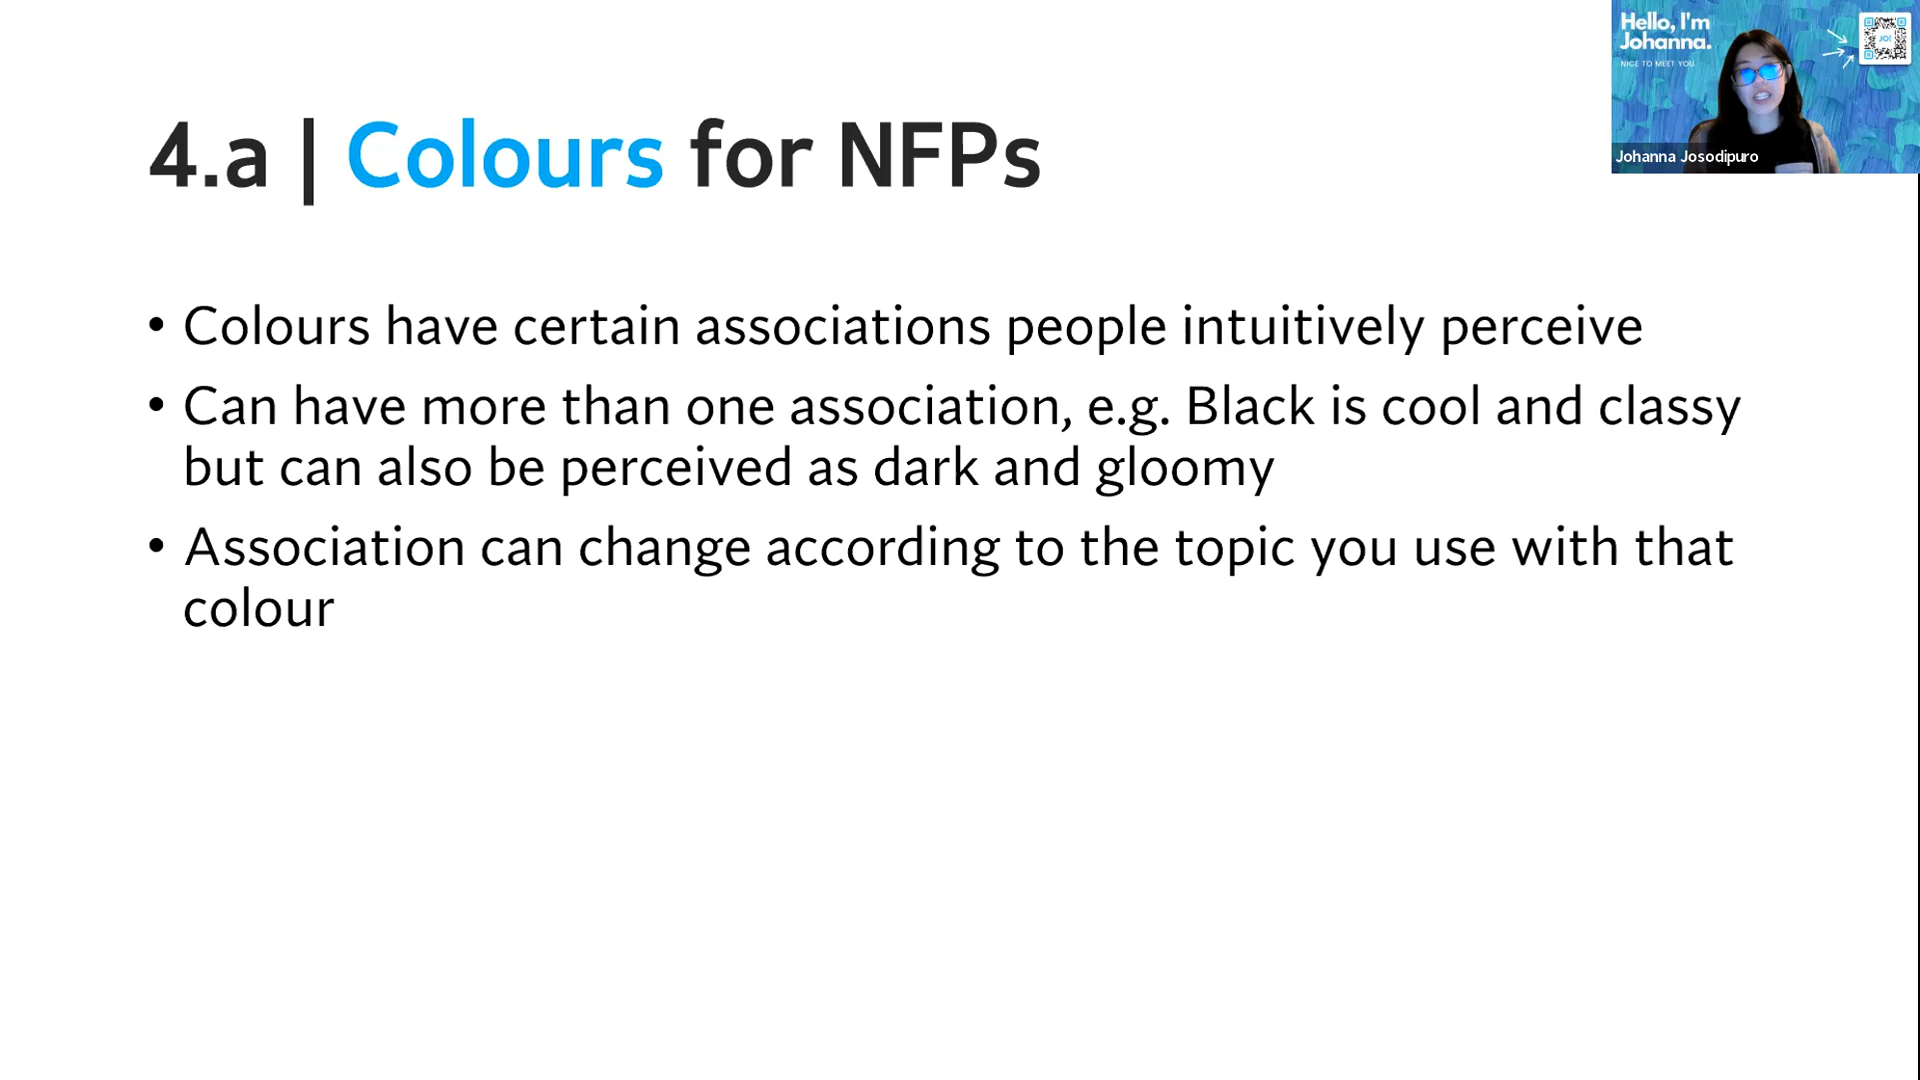 Hello, I'm
Johanna.
NICE TO MEET YOU.
JO!
Johanna Josodipuro
4.a | Colours for NFPs
• Colours have certain associations people intuitively perceive
• Can have more than one association, e.g. Black is cool and classy
but can also be perceived as dark and gloomy
• Association can change according to the topic you use with that
colour